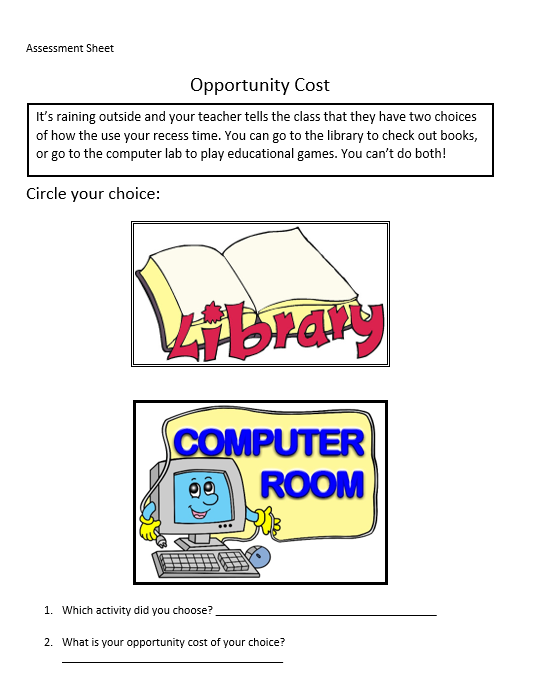 Assessment Sheet
Opportunity Cost
It's raining outside and your teacher tells the class that they have two choices
of how the use your recess time. You can go to the library to check out books,
or go to the computer lab to play educational games. You can't do both!
Circle your choice:
Library
COMPUTER
ROOM
1. Which activity did you choose? ________________________________________
2. What is your opportunity cost of your choice?
________________________________________